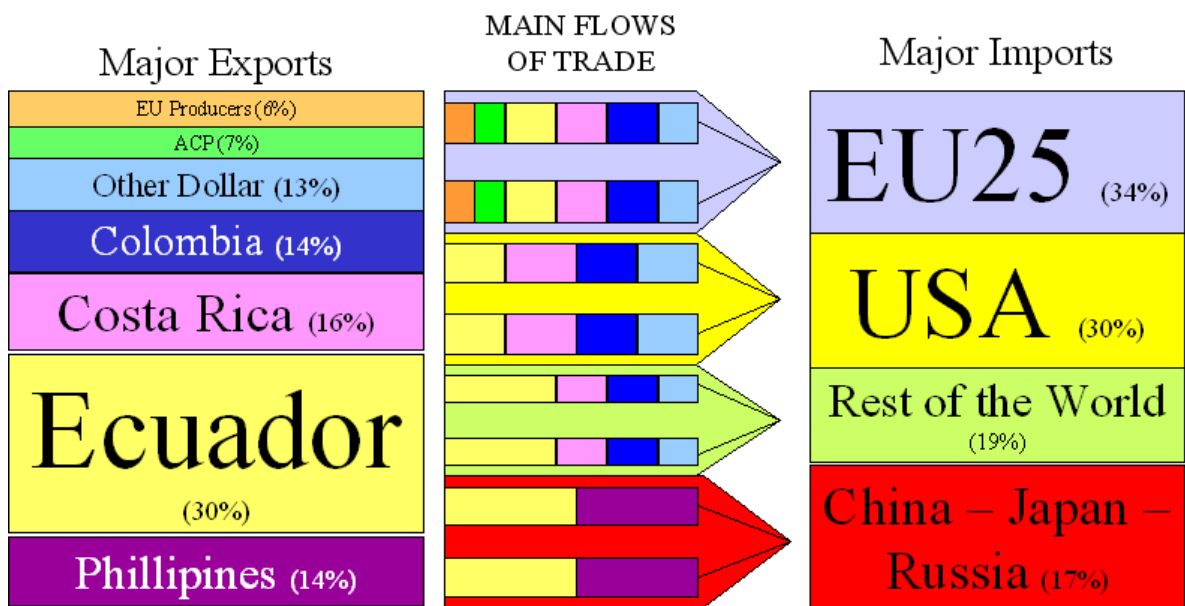 Major Exports
EU Producers (6%)
ACP (7%)
Other Dollar (13%)
Colombia (14%)
Costa Rica (16%)
Ecuador
(30%)
Phillipines (14%)
MAIN FLOWS
OF TRADE
Major Imports
EU25 (34%)
USA (30%)
Rest of the World
(19%)
China – Japan –
Russia (17%)